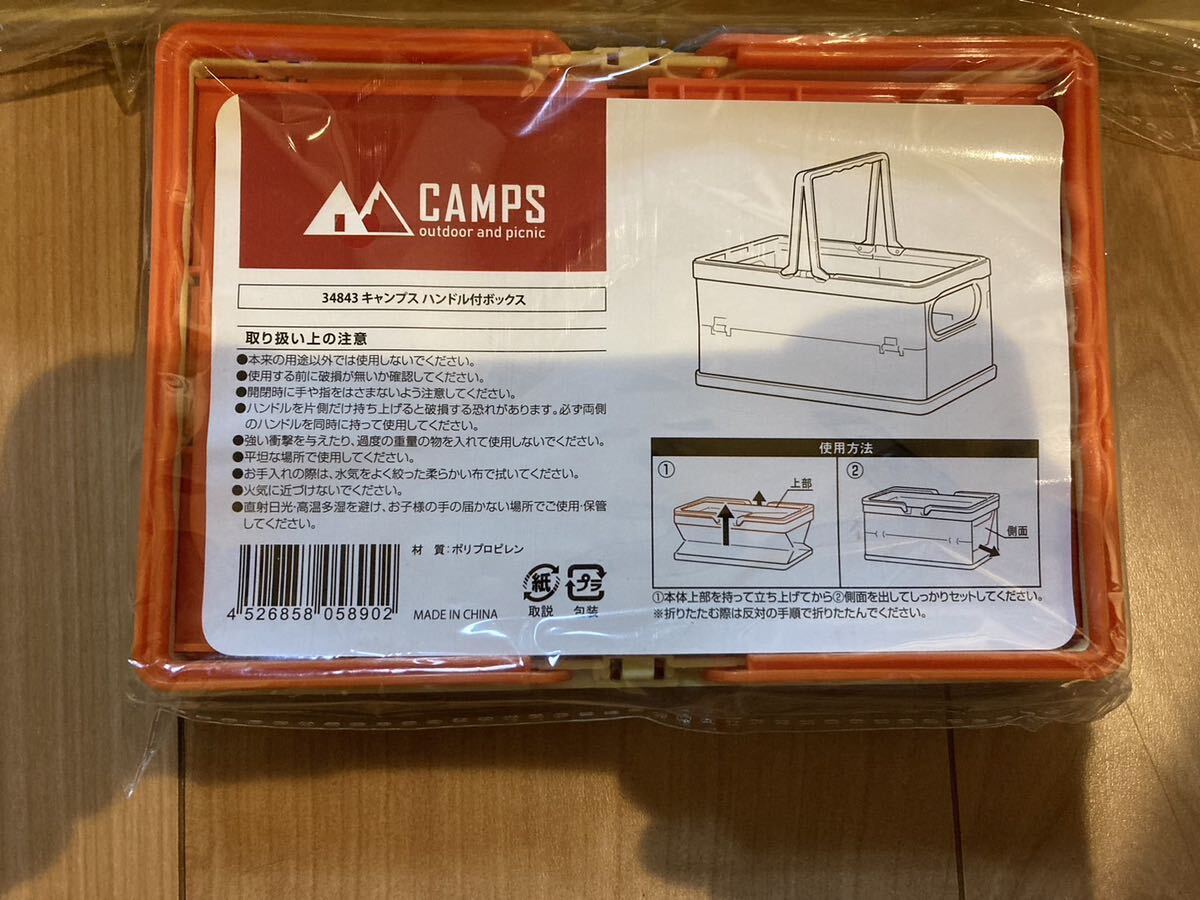 CAMPS
outdoor and picnic
34843 キャンプス ハンドル付ボックス
取り扱い上の注意
●本来の用途以外では使用しないでください。
●使用する前に破損が無いか確認してください。
●開閉時に手や指をはさまないよう注意してください。
●ハンドルを片側だけ持ち上げると破損する恐れがあります。必ず両側
のハンドルを同時に持って使用してください。
●強い衝撃を与えたり、過度の重量の物を入れて使用しないでください。
●平坦な場所で使用してください。
●お手入れの際は、水気をよく絞った柔らかい布で拭いてください。
●火気に近づけないでください。
●直射日光・高温多湿を避け、お子様の手の届かない場所でご使用・保管
してください。
材 質：ポリプロピレン
4 526858 058902
MADE IN CHINA
紙
取説
プラ
包装
使用方法
①
上部
②
側面
①本体上部を持って立ち上げてから②側面を出してしっかりセットしてください。
※折りたたむ際は反対の手順で折りたたんでください。